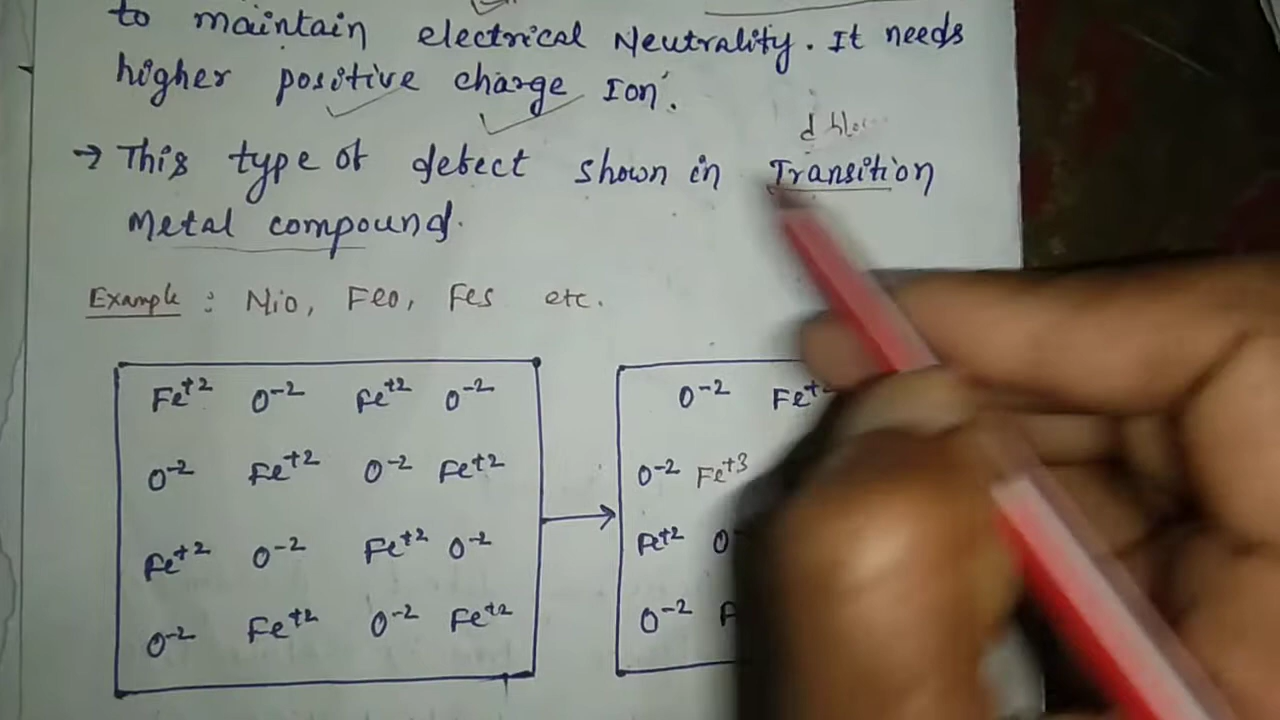 to maintain electrical Neutrality. It needs
higher positive charge Ion.
d
→ This type of defect shown in Transition
Metal compound.
Example : Nio, Feo, Fes etc.
Fe+2 O-2 Fe+2 O-2
O-2 Fe+2 O-2 Fe+2
Fe+2 O-2 Fe+2 O-2
O-2 Fe+2 O-2 Fe+2
O-2 Fe+2
O-2 Fe+3
Fe+2 O
O-2